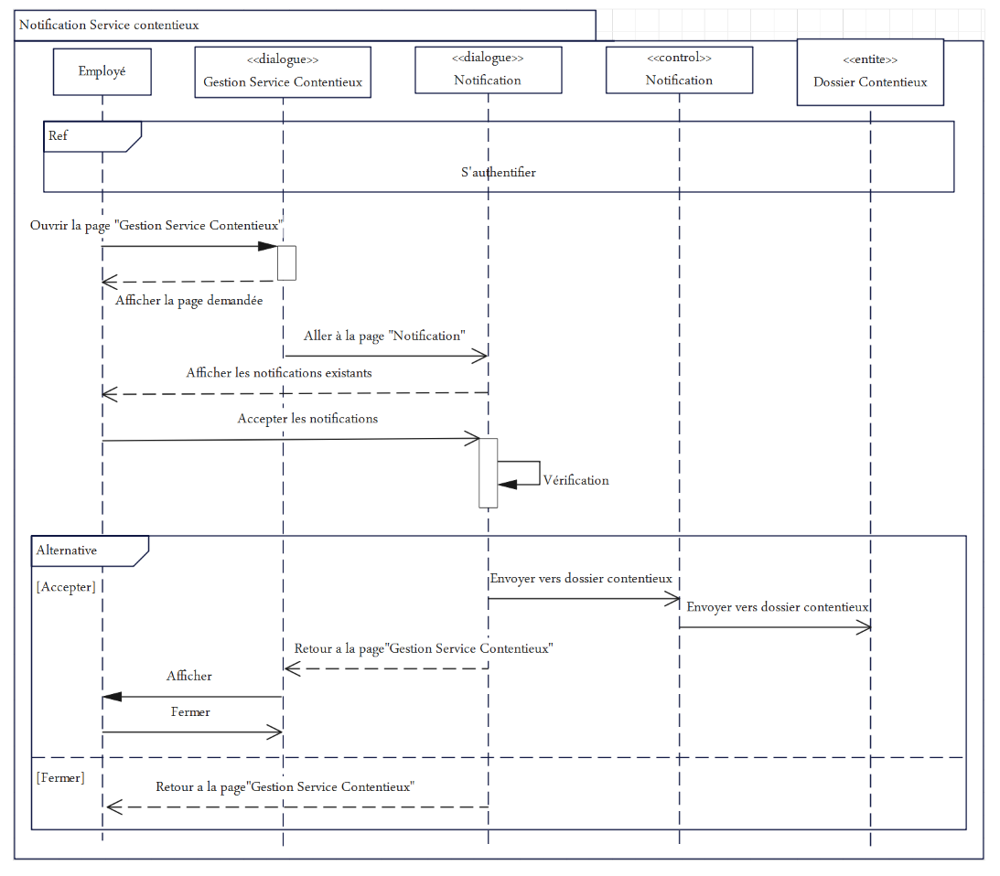 Notification Service contentieux
Employé
<<dialogue>>
Gestion Service Contentieux
<<dialogue>>
Notification
<<control>>
Notification
<<entite>>
Dossier Contentieux
Ref
S'authentifier
Ouvrir la page "Gestion Service Contentieux"
Afficher la page demandée
Aller à la page "Notification"
Afficher les notifications existants
Accepter les notifications
Vérification
Alternative
[Accepter]
Envoyer vers dossier contentieux
Envoyer vers dossier contentieux
Retour a la page"Gestion Service Contentieux"
Afficher
Fermer
[Fermer]
Retour a la page"Gestion Service Contentieux"